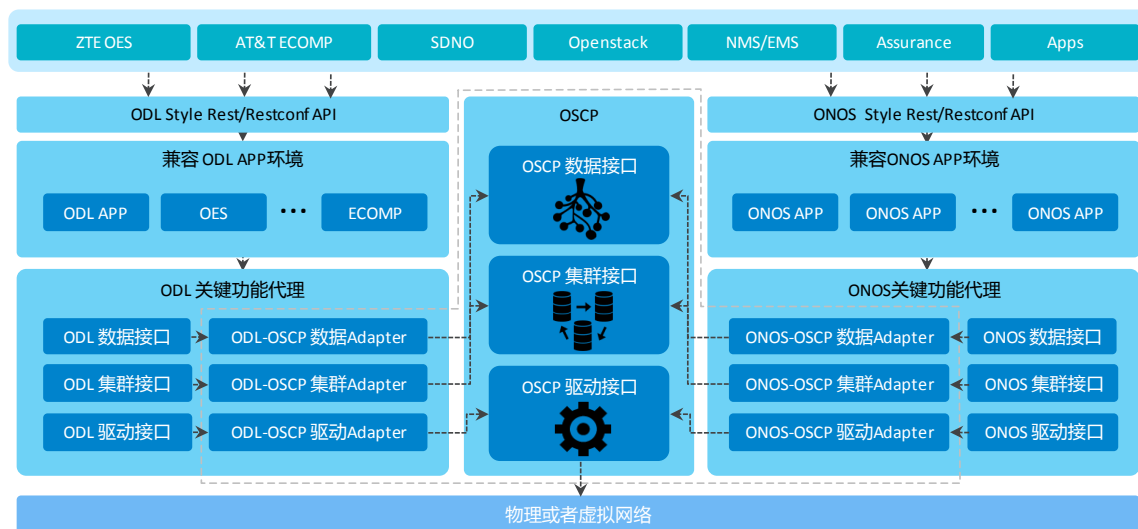 ZTE OES
AT&T ECOMP
SDNO
Openstack
NMS/EMS
Assurance
Apps
ODL Style Rest/Restconf API
兼容 ODL APP环境
ODL APP
OES
•••
ECOMP
ODL 关键功能代理
ODL 数据接口
ODL-OSCP 数据Adapter
ODL 集群接口
ODL-OSCP 集群Adapter
ODL 驱动接口
ODL-OSCP 驱动Adapter
OSCP
OSCP 数据接口
OSCP 集群接口
OSCP 驱动接口
ONOS Style Rest/Restconf API
兼容ONOS APP环境
ONOS APP
ONOS APP
•••
ONOS APP
ONOS关键功能代理
ONOS-OSCP 数据Adapter
ONOS 数据接口
ONOS-OSCP 集群Adapter
ONOS 集群接口
ONOS-OSCP 驱动Adapter
ONOS 驱动接口
物理或者虚拟网络